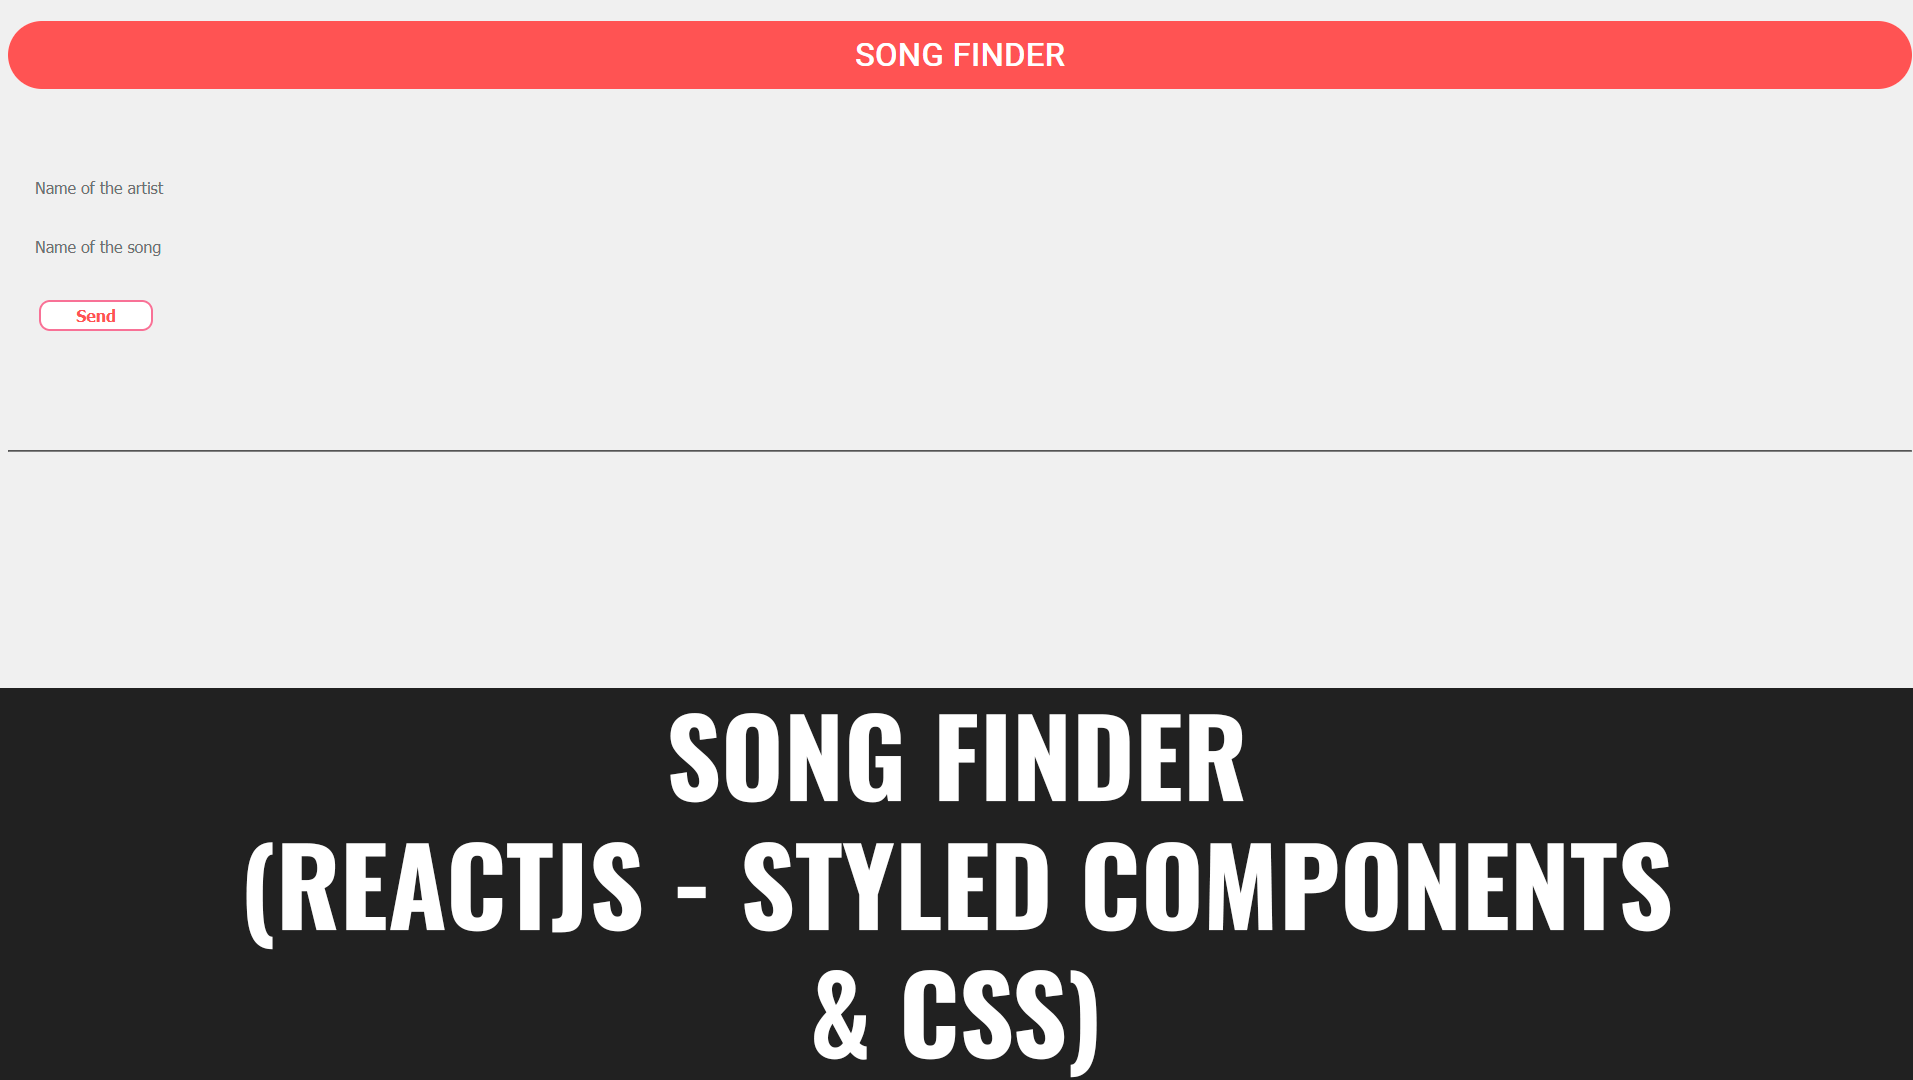 SONG FINDER
Name of the artist
Name of the song
Send
SONG FINDER
(REACTJS - STYLED COMPONENTS
& CSS)